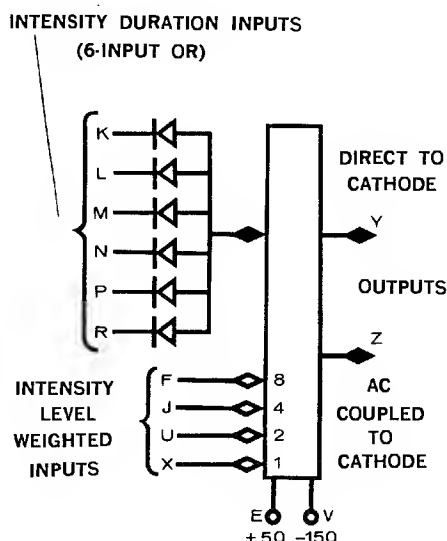 INTENSITY DURATION INPUTS
(6-INPUT OR)
K
L
M
N
P
R
DIRECT TO
CATHODE
Y
OUTPUTS
Z
AC
COUPLED
TO
CATHODE
INTENSITY
LEVEL
WEIGHTED
INPUTS
F 8
J 4
U 2
X 1
E V
+50 -150